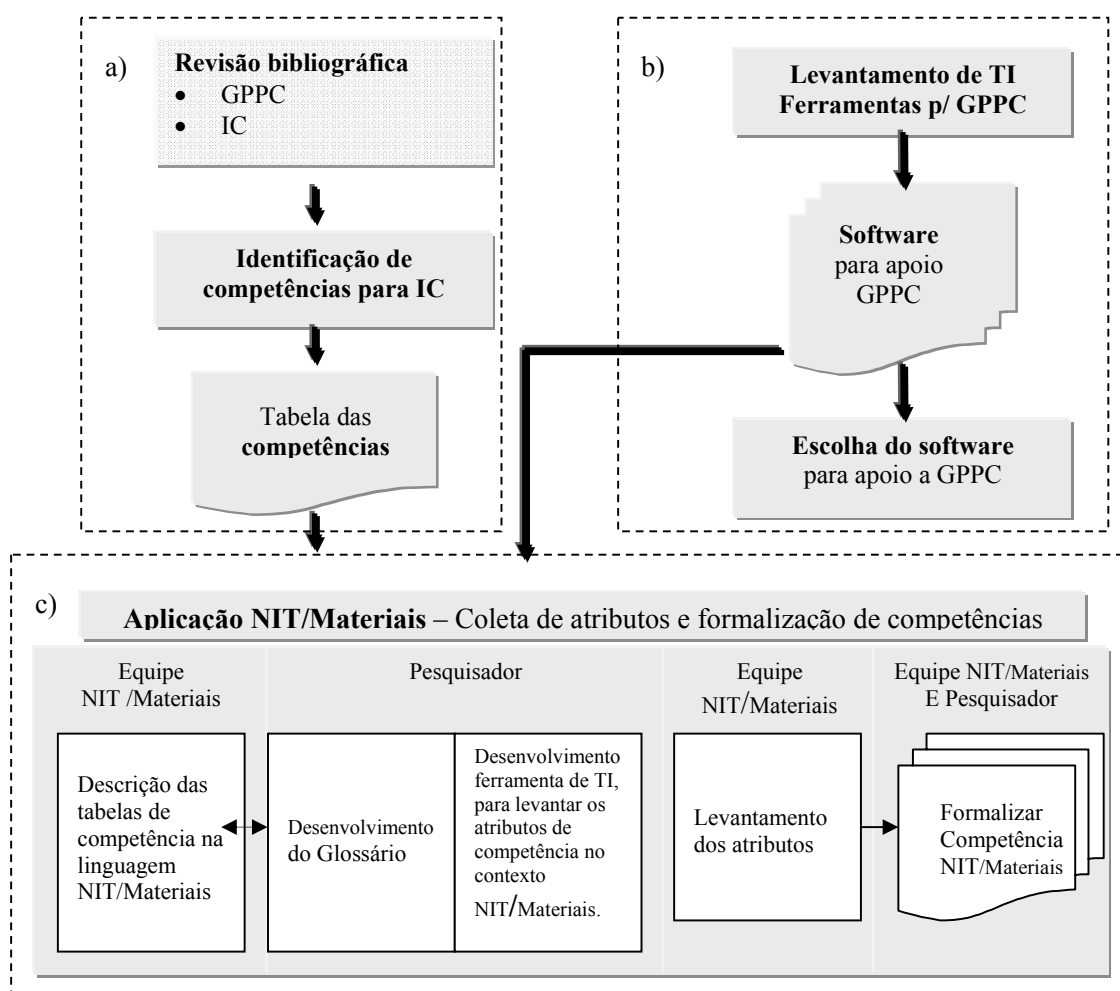 a)
Revisão bibliográfica
• GPPC
• IC
Identificação de
competências para IC
Tabela das
competências
b)
Levantamento de TI
Ferramentas p/ GPPC
Software
para apoio
GPPC
Escolha do software
para apoio a GPPC
c)
Aplicação NIT/Materiais – Coleta de atributos e formalização de competências
Equipe
NIT /Materiais
Descrição das
tabelas de
competência na
linguagem
NIT/Materiais
Pesquisador
Desenvolvimento
do Glossário
Desenvolvimento
ferramenta de TI,
para levantar os
atributos de
competência no
contexto
NIT/Materiais.
Equipe
NIT/Materiais
Levantamento
dos atributos
Equipe NIT/Materiais
E Pesquisador
Formalizar
Competência
NIT/Materiais